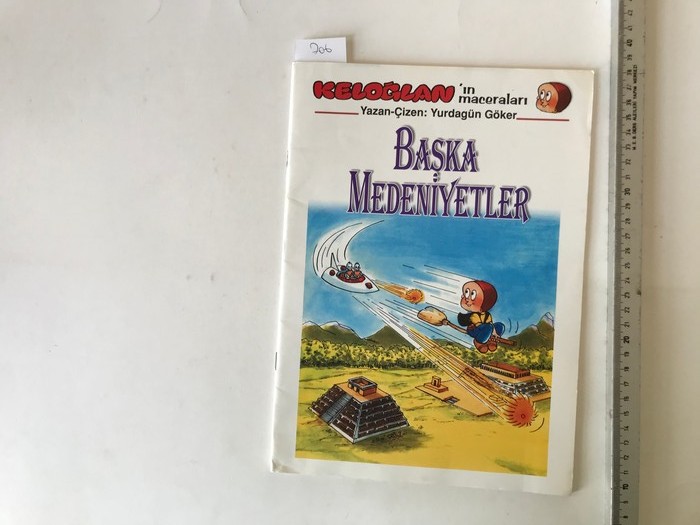 706
KELOĞLAN'ın maceraları
Yazan-Çizen: Yurdagün Göker
BAŞKA
MEDENİYETLER